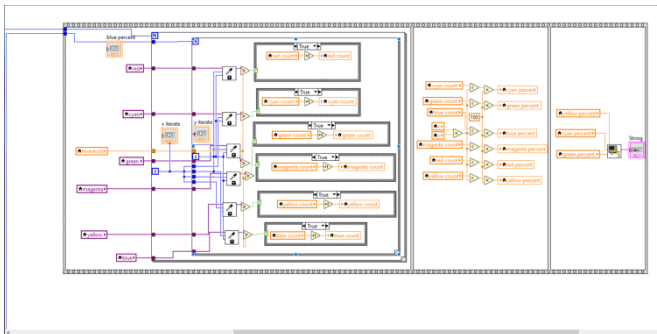 blue percent
N
N
True
red
red count
red count
True
cyan
cyan count
cyan count
x iterate
y iterate
True
green count
green count
threshold
green
i
i
True
magenta count
magenta count
magenta
True
yellow count
yellow count
yellow
True
blue count
blue count
blue
cyan count
cyan percent
green count
green percent
blue count
100
x
y
blue percent
magenta count
magenta percent
red count
red percent
yellow count
yellow percent
yellow percent
cyan percent
green percent
String
abc